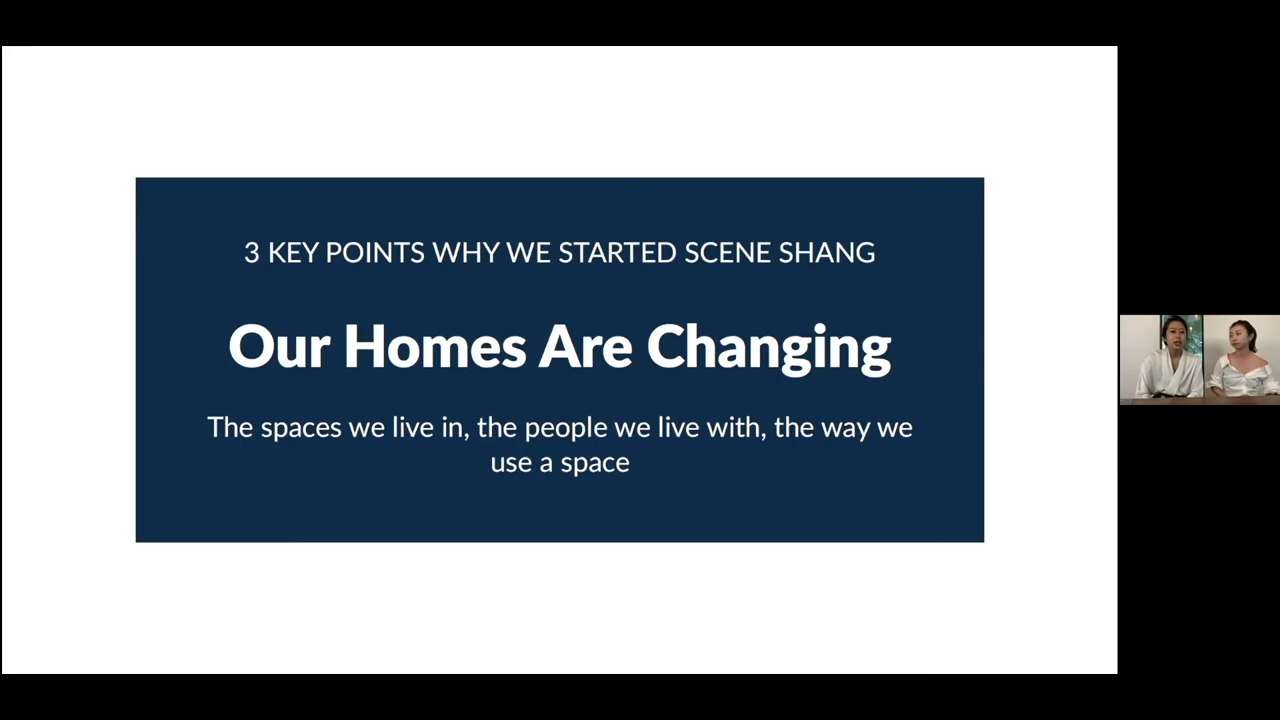 3 KEY POINTS WHY WE STARTED SCENE SHANG
Our Homes Are Changing
The spaces we live in, the people we live with, the way we
use a space